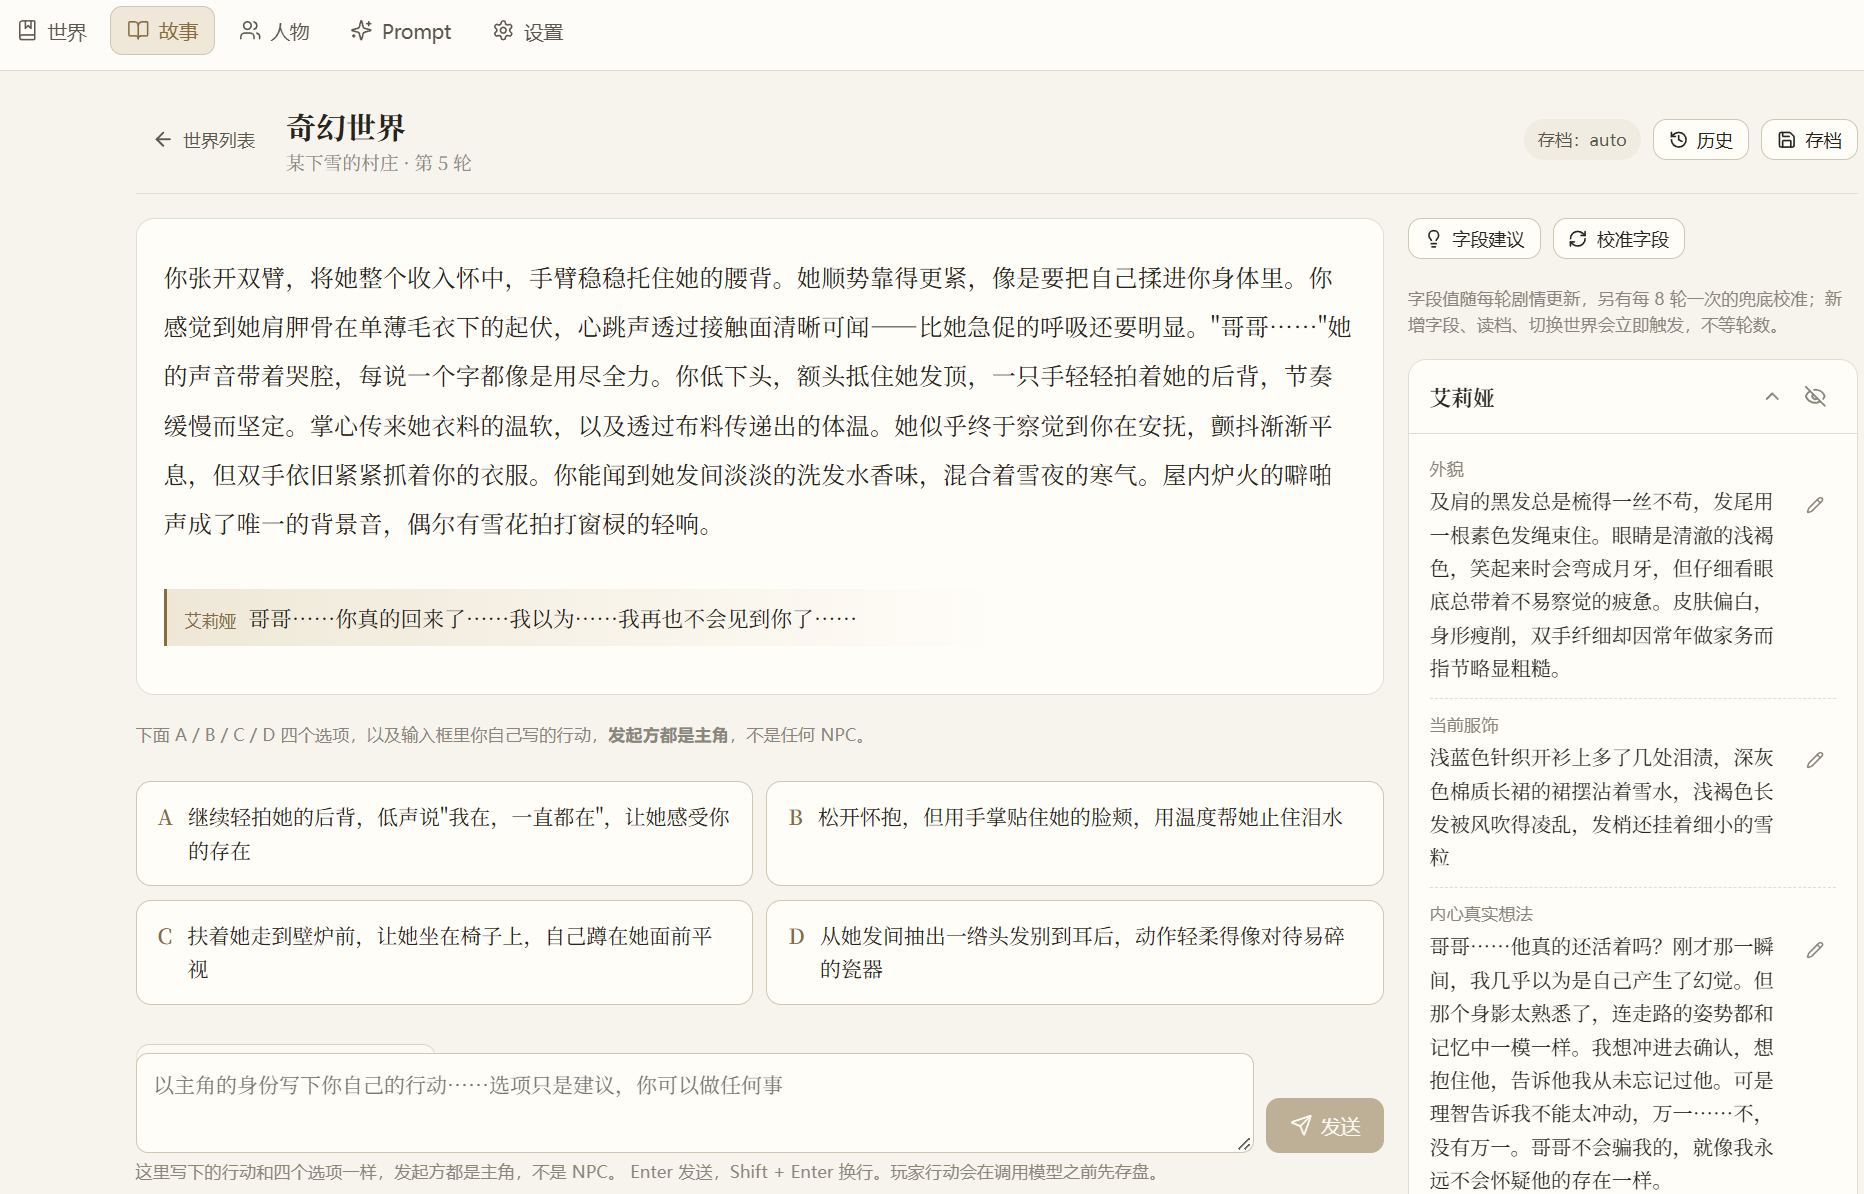 世界
故事
人物
Prompt
设置
世界列表
奇幻世界
某下雪的村庄 · 第 5 轮
存档：auto
历史
存档
你张开双臂，将她整个收入怀中，手臂稳稳托住她的腰背。她顺势靠得更紧，像是要把自己揉进你身体里。你
感觉到她肩胛骨在单薄毛衣下的起伏，心跳声透过接触面清晰可闻——比她急促的呼吸还要明显。"哥哥……"她
的声音带着哭腔，每说一个字都像是用尽全力。你低下头，额头抵住她发顶，一只手轻轻拍着她的后背，节奏
缓慢而坚定。掌心传来她衣料的温软，以及透过布料传递出的体温。她似乎终于察觉到你在安抚，颤抖渐渐平
息，但双手依旧紧紧抓着你的衣服。你能闻到她发间淡淡的洗发水香味，混合着雪夜的寒气。屋内炉火的噼啪
声成了唯一的背景音，偶尔有雪花拍打窗棂的轻响。
艾莉娅 哥哥……你真的回来了……我以为……我再也不会见到你了……
下面 A / B / C / D 四个选项，以及输入框里你自己写的行动，发起方都是主角，不是任何 NPC。
A 继续轻拍她的后背，低声说"我在，一直都在"，让她感受你
的存在
B 松开怀抱，但用手掌贴住她的脸颊，用温度帮她止住泪水
C 扶着她走到壁炉前，让她坐在椅子上，自己蹲在她面前平
视
D 从她发间抽出一绺头发别到耳后，动作轻柔得像对待易碎
的瓷器
以主角的身份写下你自己的行动……选项只是建议，你可以做任何事
发送
这里写下的行动和四个选项一样，发起方都是主角，不是 NPC。 Enter 发送，Shift + Enter 换行。玩家行动会在调用模型之前先存盘。
字段建议
校准字段
字段值随每轮剧情更新，另有每 8 轮一次的兜底校准；新
增字段、读档、切换世界会立即触发，不等轮数。
艾莉娅
外貌
及肩的黑发总是梳得一丝不苟，发尾用
一根素色发绳束住。眼睛是清澈的浅褐
色，笑起来时会弯成月牙，但仔细看眼
底总带着不易察觉的疲惫。皮肤偏白，
身形瘦削，双手纤细却因常年做家务而
指节略显粗糙。
当前服饰
浅蓝色针织开衫上多了几处泪渍，深灰
色棉质长裙的裙摆沾着雪水，浅褐色长
发被风吹得凌乱，发梢还挂着细小的雪
粒
内心真实想法
哥哥……他真的还活着吗？刚才那一瞬
间，我几乎以为是自己产生了幻觉。但
那个身影太熟悉了，连走路的姿势都和
记忆中一模一样。我想冲进去确认，想
抱住他，告诉他我从未忘记过他。可是
理智告诉我不能太冲动，万一……不，
没有万一。哥哥不会骗我的，就像我永
远不会怀疑他的存在一样。